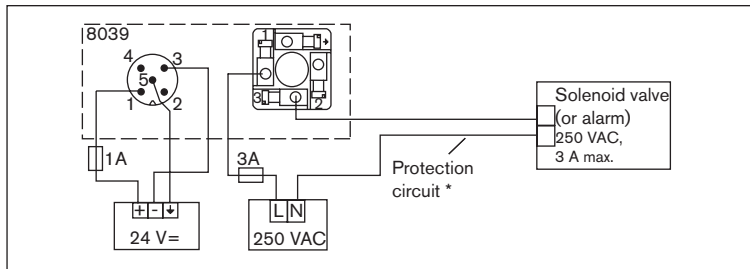 8039
4
3
5
1
2
1
3
2
1A
3A
+ -
24 V=
L N
250 VAC
Protection
circuit *
Solenoid valve
(or alarm)
250 VAC,
3 A max.